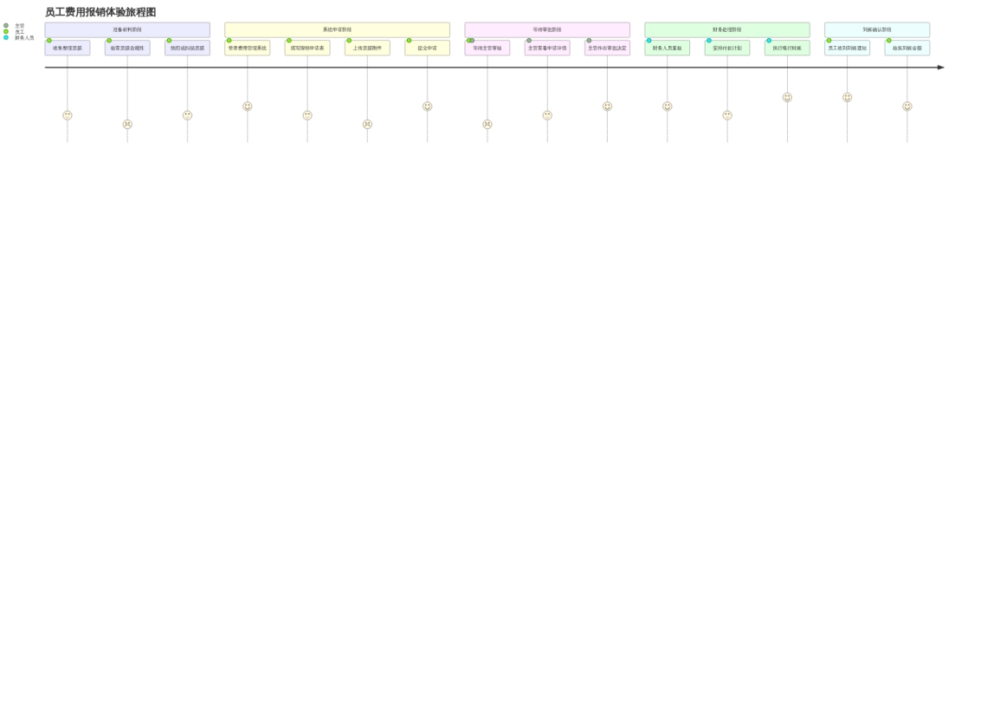 员工费用报销体验旅程图
主管
员工
财务人员
准备材料阶段
系统申请阶段
等待审批阶段
财务处理阶段
到账确认阶段
收集整理票据
核查票据合规性
拍照或扫描票据
登录费用管理系统
填写报销申请表
上传票据附件
提交申请
等待主管审核
主管查看申请详情
主管作出审批决定
财务人员复核
安排付款计划
执行银行转账
员工收到到账通知
核实到账金额